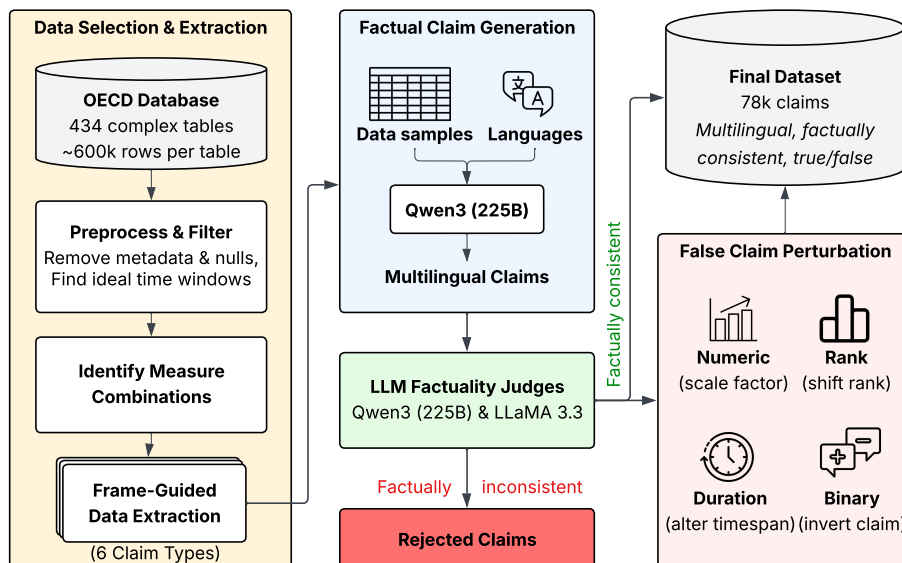 Data Selection & Extraction
OECD Database
434 complex tables
~600k rows per table
Preprocess & Filter
Remove metadata & nulls,
Find ideal time windows
Identify Measure
Combinations
Frame-Guided
Data Extraction
(6 Claim Types)
Factual Claim Generation
文
A
Data samples
Languages
Qwen3 (225B)
Multilingual Claims
LLM Factuality Judges
Qwen3 (225B) & LLaMA 3.3
Factually inconsistent
Rejected Claims
Factually consistent
Final Dataset
78k claims
Multilingual, factually
consistent, true/false
False Claim Perturbation
Numeric
(scale factor)
Rank
(shift rank)
Duration
(alter timespan)
Binary
(invert claim)